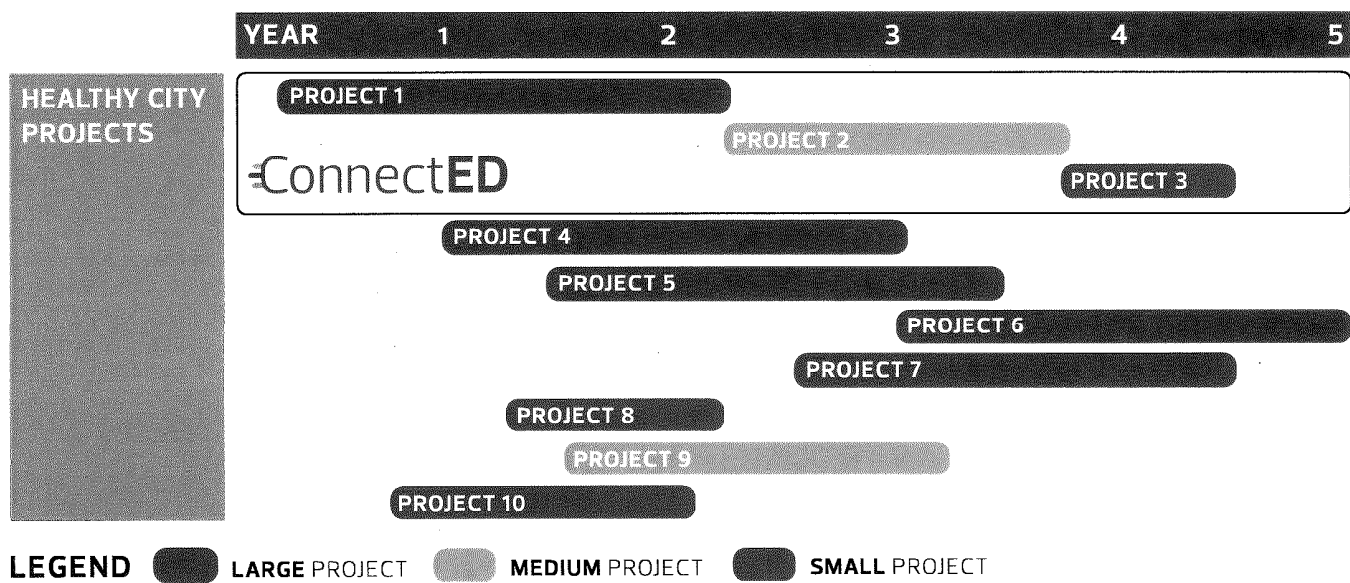 YEAR 1 2 3 4 5
HEALTHY CITY
PROJECTS
PROJECT 1
PROJECT 2
ConnectED
PROJECT 3
PROJECT 4
PROJECT 5
PROJECT 6
PROJECT 7
PROJECT 8
PROJECT 9
PROJECT 10
LEGEND LARGE PROJECT MEDIUM PROJECT SMALL PROJECT